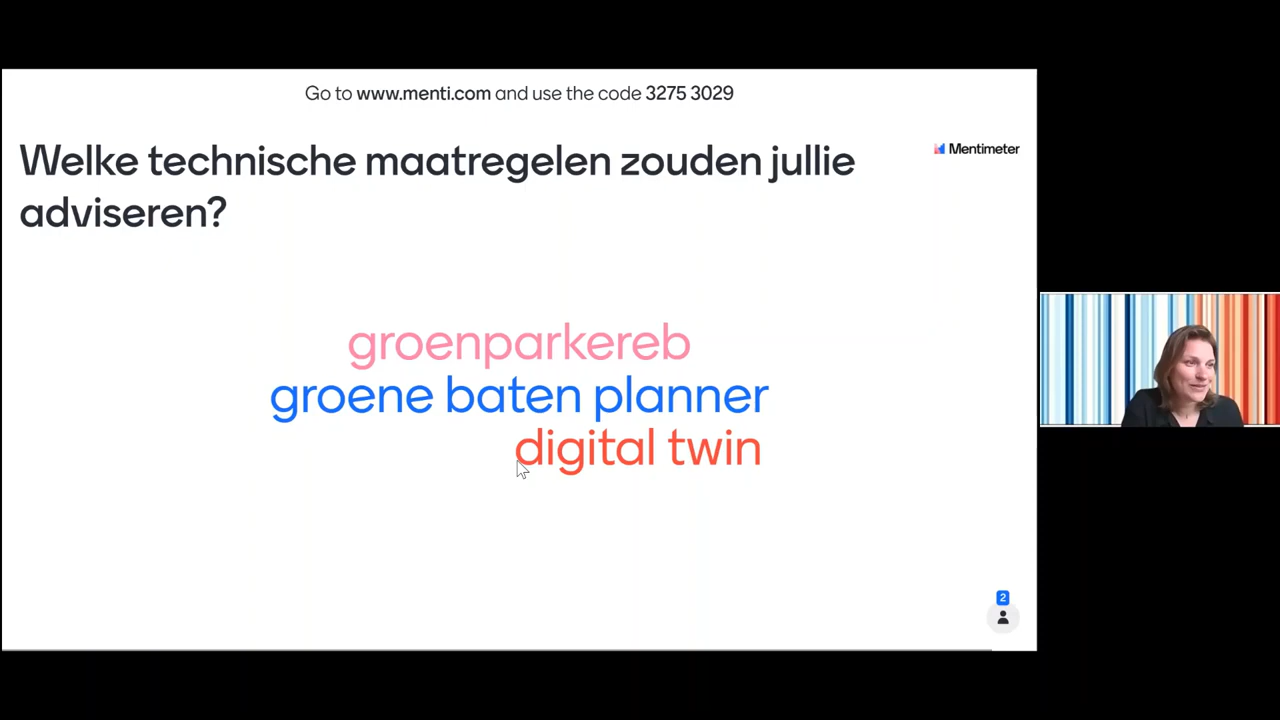 Go to www.menti.com and use the code 3275 3029
Welke technische maatregelen zouden jullie
adviseren?
Mentimeter
groenparkereb
groene baten planner
digital twin
2